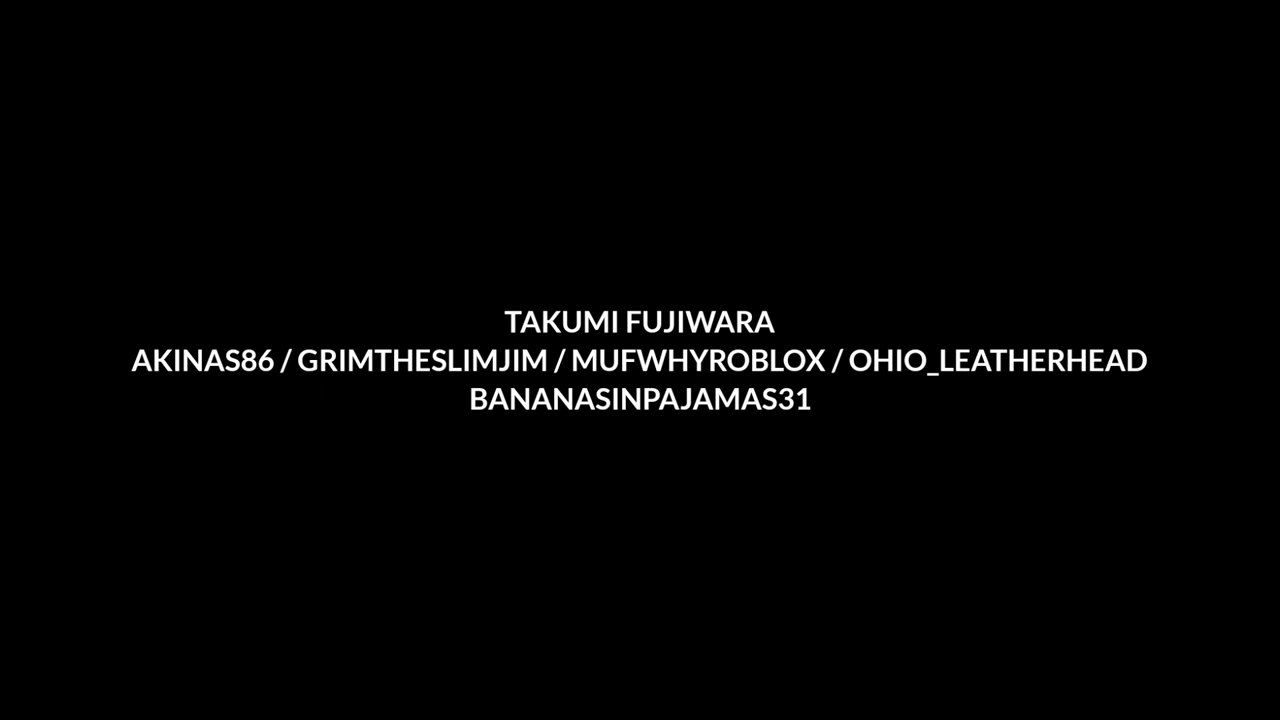 TAKUMI FUJIWARA
AKINAS86 / GRIMTHESLIMJIM / MUFWHYROBLOX / OHIO_LEATHERHEAD
BANANASINPAJAMAS31